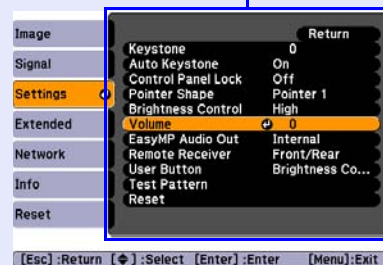 Image
Signal
Settings
Extended
Network
Info
Reset
Return
Keystone 0
Auto Keystone On
Control Panel Lock Off
Pointer Shape Pointer 1
Brightness Control High
Volume 0
EasyMP Audio Out Internal
Remote Receiver Front/Rear
User Button Brightness Co...
Test Pattern
Reset
[Esc] :Return [◆] :Select [Enter] :Enter [Menu]:Exit